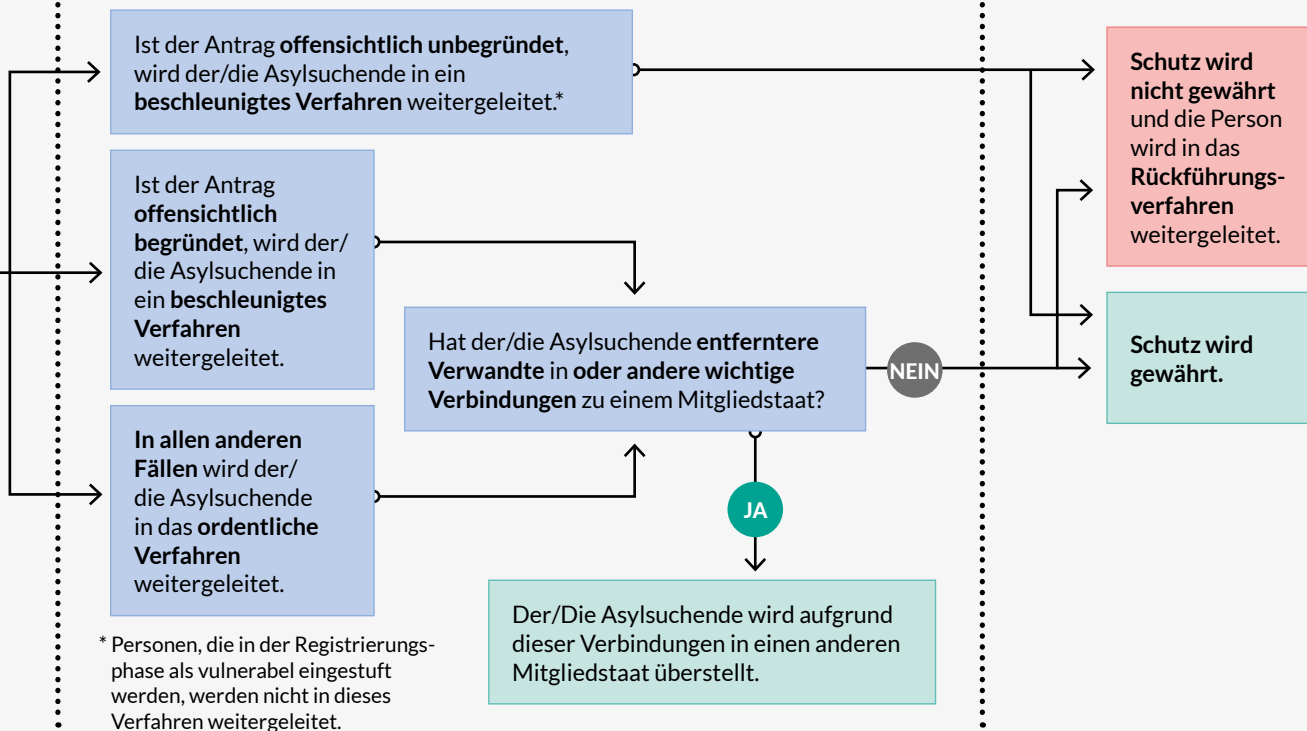 Ist der Antrag offensichtlich unbegründet,
wird der/die Asylsuchende in ein
beschleunigtes Verfahren weitergeleitet.*
Ist der Antrag
offensichtlich
begründet, wird der/
die Asylsuchende in
ein beschleunigtes
Verfahren
weitergeleitet.
In allen anderen
Fällen wird der/
die Asylsuchende
in das ordentliche
Verfahren
weitergeleitet.
* Personen, die in der Registrierungs-
phase als vulnerabel eingestuft
werden, werden nicht in dieses
Verfahren weitergeleitet.
Hat der/die Asylsuchende entferntere
Verwandte in oder andere wichtige
Verbindungen zu einem Mitgliedstaat?
NEIN
JA
Der/Die Asylsuchende wird aufgrund
dieser Verbindungen in einen anderen
Mitgliedstaat überstellt.
Schutz wird
nicht gewährt
und die Person
wird in das
Rückführungs-
verfahren
weitergeleitet.
Schutz wird
gewährt.